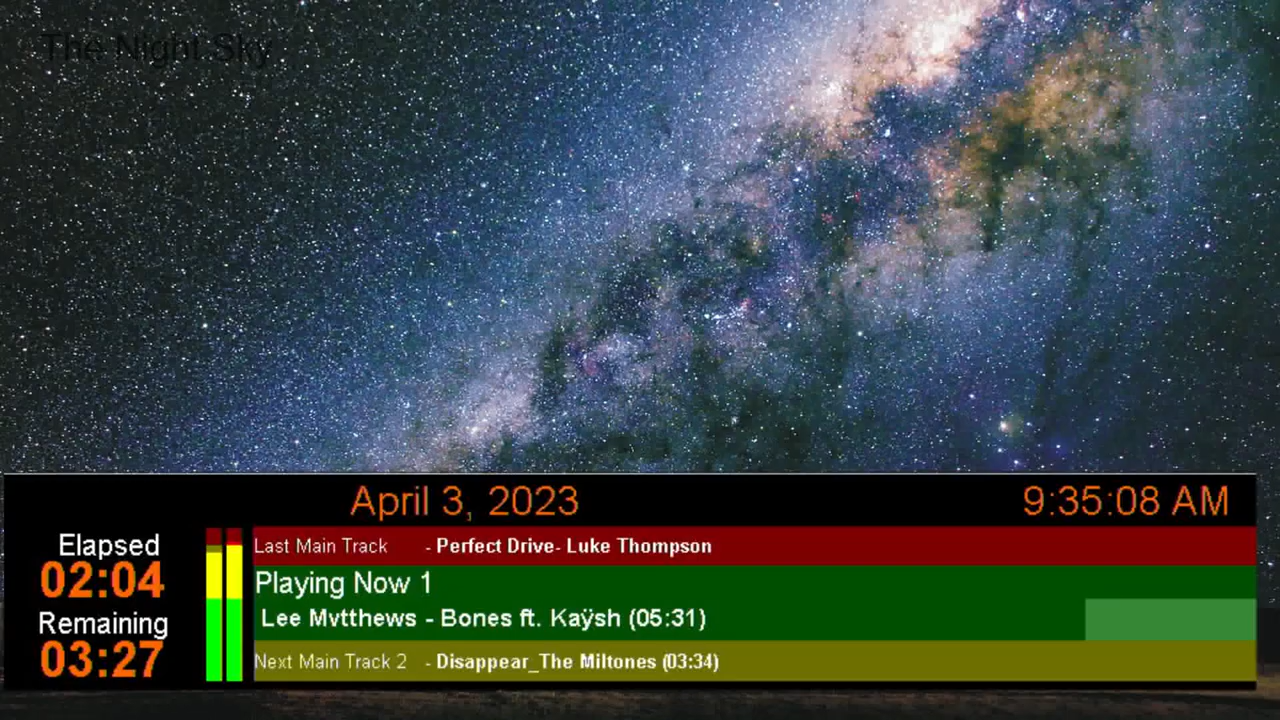 The Night Sky
April 3, 2023 9:35:08 AM
Elapsed
02:04
Remaining
03:27
Last Main Track - Perfect Drive- Luke Thompson
Playing Now 1
Lee Mvtthews - Bones ft. Kaÿsh (05:31)
Next Main Track 2 - Disappear_The Miltones (03:34)